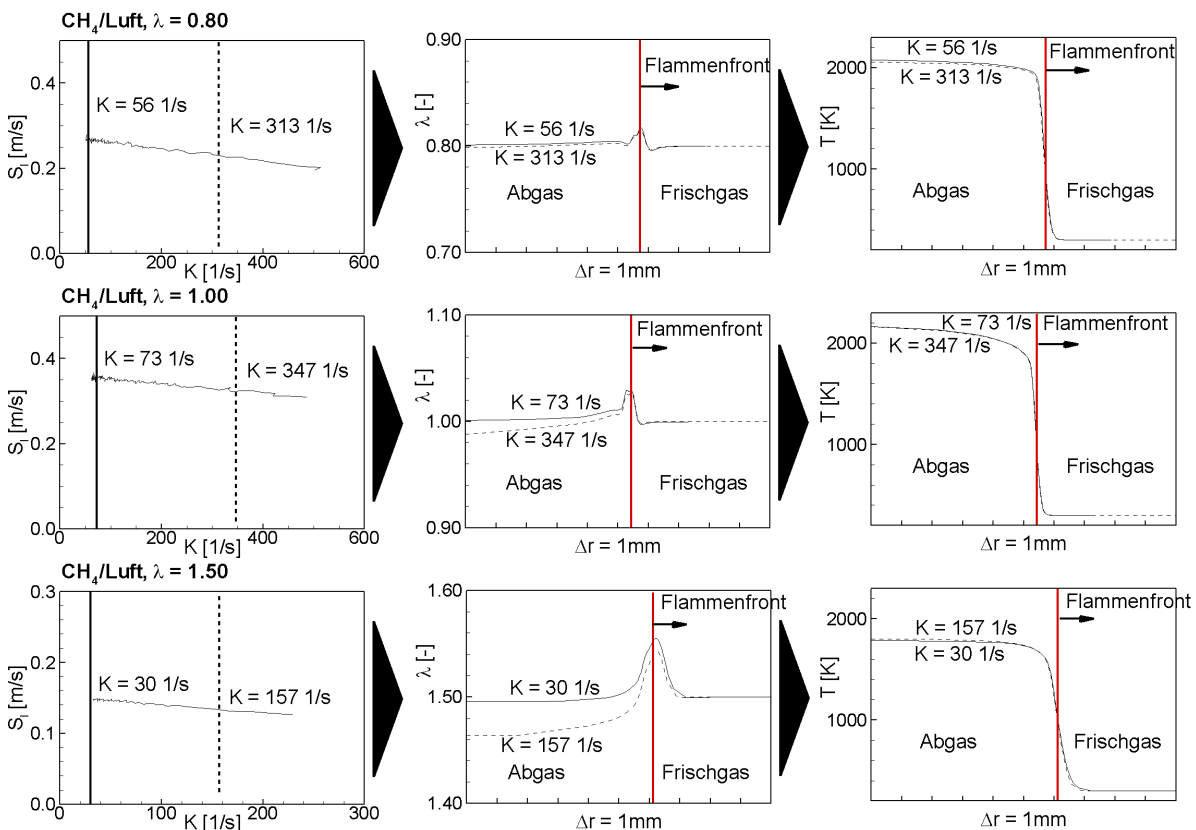 CH4/Luft, λ = 0.80
Sl [m/s]
0.4
0.2
0.0
K = 56 1/s
K = 313 1/s
0 200 400 600
K [1/s]
λ [-]
0.90
0.80
0.70
Flammenfront
K = 56 1/s
K = 313 1/s
Abgas
Frischgas
Δr = 1mm
T [K]
2000
1000
K = 56 1/s
K = 313 1/s
Flammenfront
Abgas
Frischgas
Δr = 1mm
CH4/Luft, λ = 1.00
Sl [m/s]
0.4
0.2
0.0
K = 73 1/s
K = 347 1/s
0 200 400 600
K [1/s]
λ [-]
1.10
1.00
0.90
Flammenfront
K = 73 1/s
K = 347 1/s
Abgas
Frischgas
Δr = 1mm
T [K]
2000
1000
K = 73 1/s
K = 347 1/s
Flammenfront
Abgas
Frischgas
Δr = 1mm
CH4/Luft, λ = 1.50
Sl [m/s]
0.3
0.2
0.1
0.0
K = 30 1/s
K = 157 1/s
0 100 200 300
K [1/s]
λ [-]
1.60
1.50
1.40
Flammenfront
K = 30 1/s
K = 157 1/s
Abgas
Frischgas
Δr = 1mm
T [K]
2000
1000
K = 157 1/s
K = 30 1/s
Flammenfront
Abgas
Frischgas
Δr = 1mm